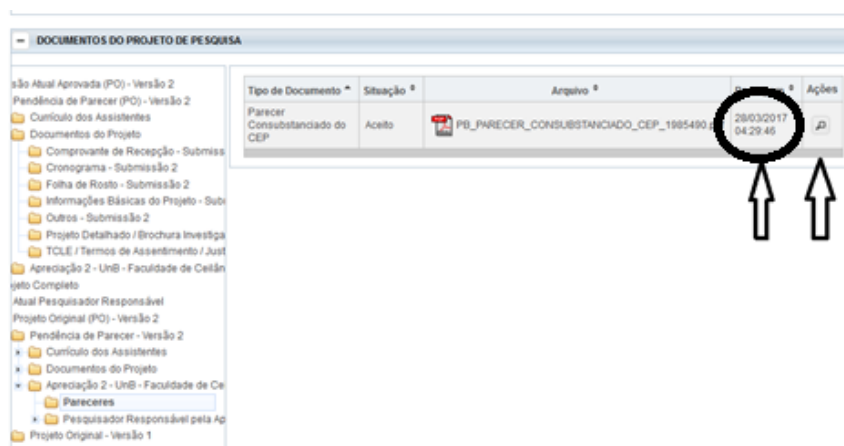 DOCUMENTOS DO PROJETO DE PESQUISA
são Atual Aprovada (PO) - Versão 2
Pendência de Parecer (PO) - Versão 2
Currículo dos Assistentes
Documentos do Projeto
Comprovante de Recepção - Submiss
Cronograma - Submissão 2
Folha de Rosto - Submissão 2
Informações Básicas do Projeto - Sub
Outros - Submissão 2
Projeto Detalhado / Brochura Investiga
TCLE / Termos de Assentimento / Just
Apreciação 2 - UnB - Faculdade de Ceilân
jeto Completo
Atual Pesquisador Responsável
Projeto Original (PO) - Versão 2
Pendência de Parecer - Versão 2
Currículo dos Assistentes
Documentos do Projeto
Apreciação 2 - UnB - Faculdade de Ce
Pareceres
Pesquisador Responsável pela Ap
Projeto Original - Versão 1
Tipo de Documento Situação Arquivo Ações
Parecer
Consubstanciado do
CEP
Aceito
PB_PARECER_CONSUBSTANCIADO_CEP_1985490.p
28/03/2017
04:29:46